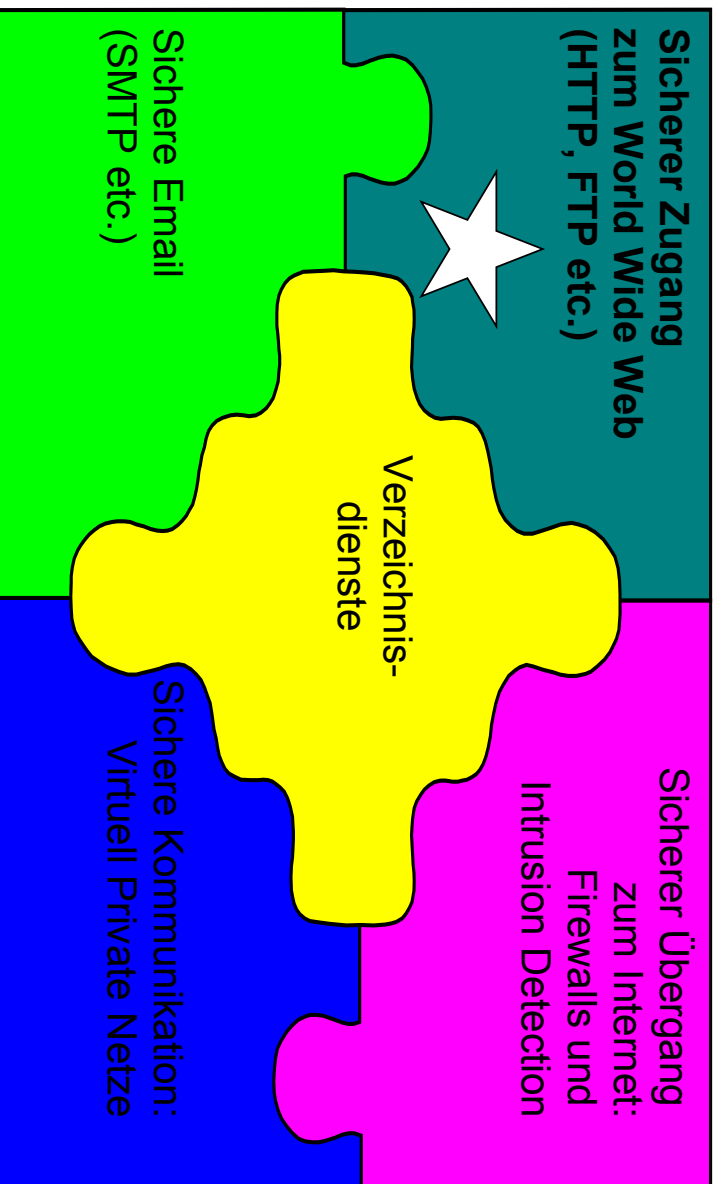 Sicherer Zugang
zum World Wide Web
(HTTP, FTP etc.)
Sicherer Übergang
zum Internet:
Firewalls und
Intrusion Detection
Verzeichnis-
dienste
Sichere Email
(SMTP etc.)
Sichere Kommunikation:
Virtuell Private Netze